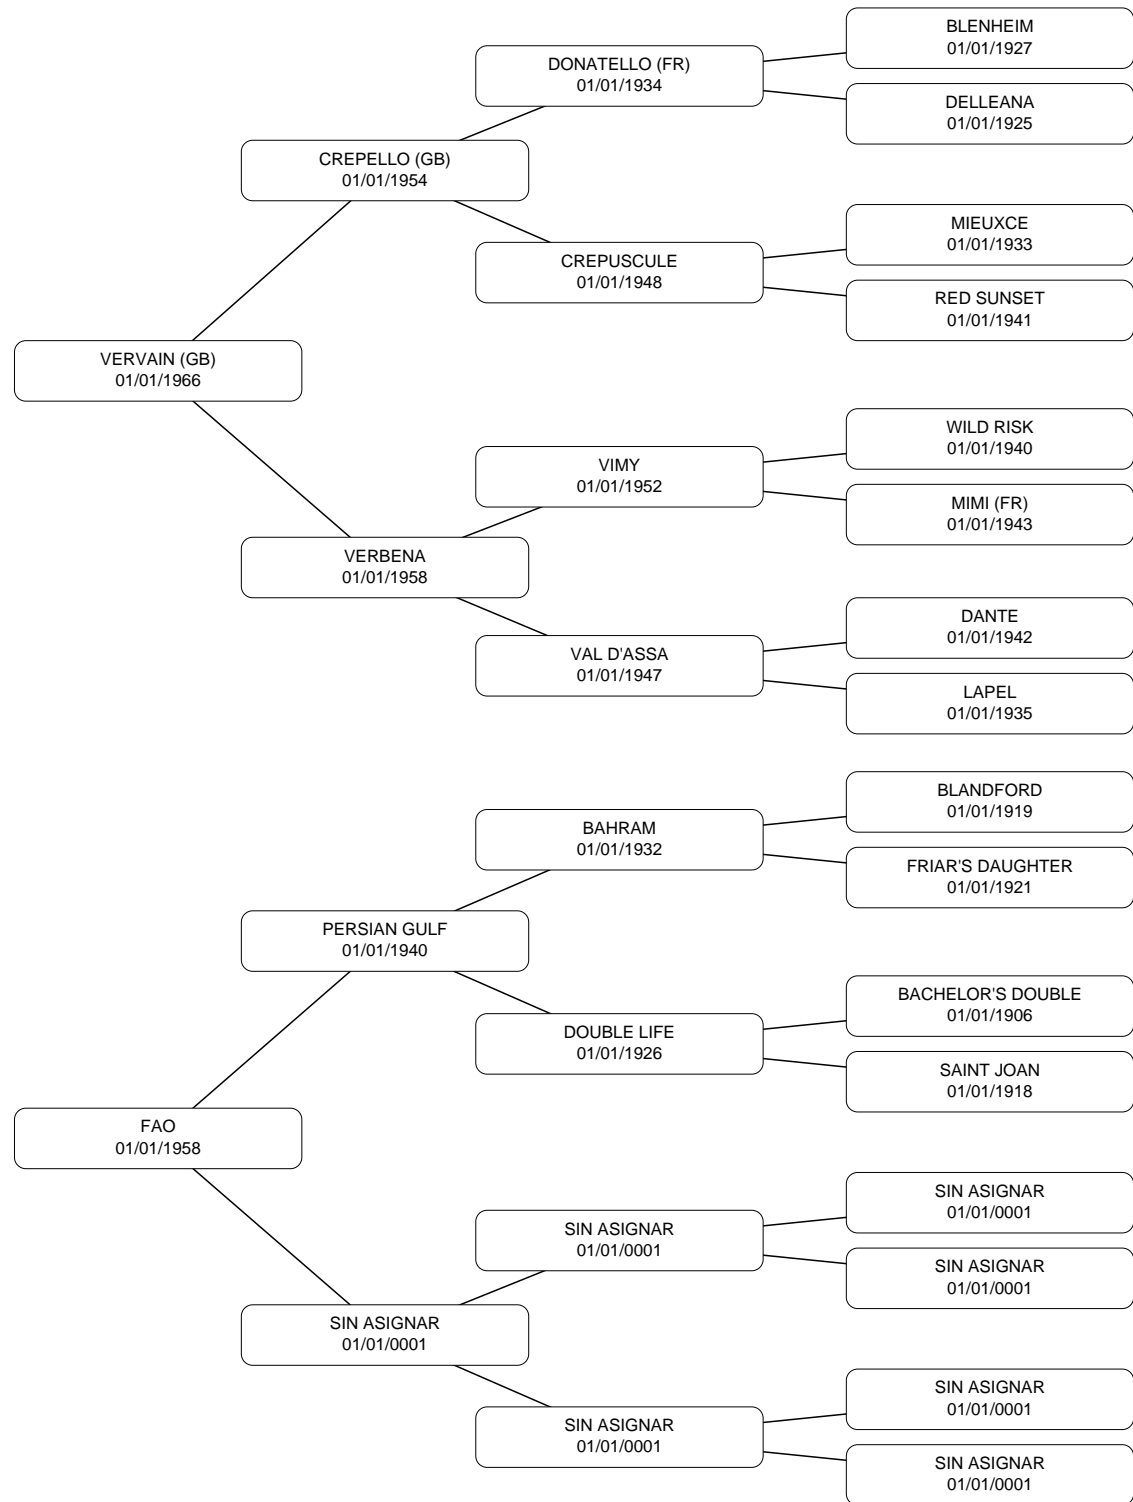 BLENHEIM
01/01/1927
DONATELLO (FR)
01/01/1934
DELLEANA
01/01/1925
CREPELLO (GB)
01/01/1954
MIEUXCE
01/01/1933
CREPUSCULE
01/01/1948
RED SUNSET
01/01/1941
VERVAIN (GB)
01/01/1966
WILD RISK
01/01/1940
VIMY
01/01/1952
MIMI (FR)
01/01/1943
VERBENA
01/01/1958
DANTE
01/01/1942
VAL D'ASSA
01/01/1947
LAPEL
01/01/1935
BLANDFORD
01/01/1919
BAHRAM
01/01/1932
FRIAR'S DAUGHTER
01/01/1921
PERSIAN GULF
01/01/1940
BACHELOR'S DOUBLE
01/01/1906
DOUBLE LIFE
01/01/1926
SAINT JOAN
01/01/1918
FAO
01/01/1958
SIN ASIGNAR
01/01/0001
SIN ASIGNAR
01/01/0001
SIN ASIGNAR
01/01/0001
SIN ASIGNAR
01/01/0001
SIN ASIGNAR
01/01/0001
SIN ASIGNAR
01/01/0001
SIN ASIGNAR
01/01/0001